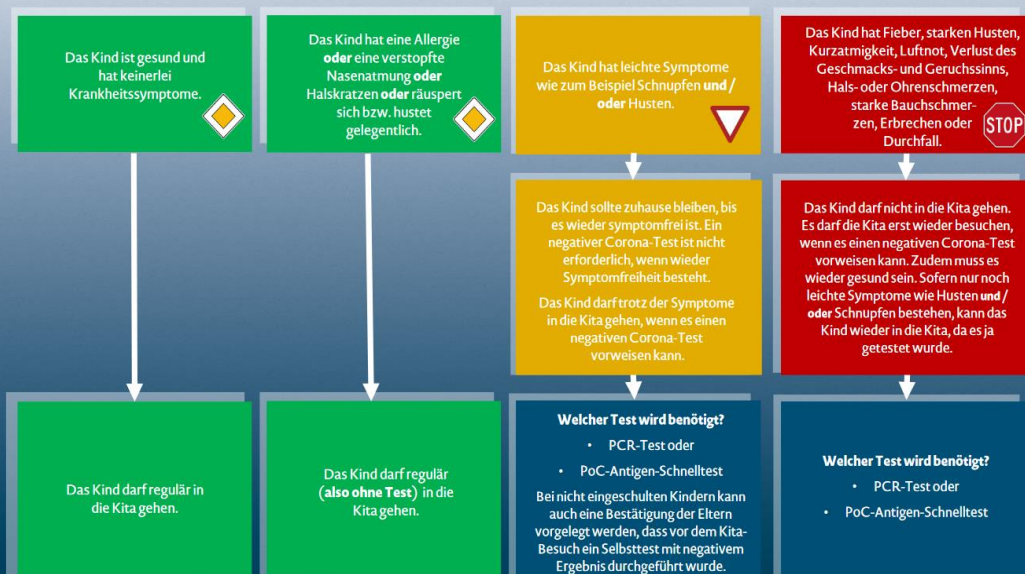 Das Kind ist gesund und
hat keinerlei
Krankheitssymptome.
Das Kind hat eine Allergie
oder eine verstopfte
Nasenatmung oder
Halskratzen oder räuspert
sich bzw. hustet
gelegentlich.
Das Kind hat leichte Symptome
wie zum Beispiel Schnupfen und /
oder Husten.
Das Kind hat Fieber, starken Husten,
Kurzatmigkeit, Luftnot, Verlust des
Geschmacks- und Geruchssinns,
Hals- oder Ohrenschmerzen,
starke Bauchschmer-
zen, Erbrechen oder
Durchfall.
STOP
Das Kind sollte zuhause bleiben, bis
es wieder symptomfrei ist. Ein
negativer Corona-Test ist nicht
erforderlich, wenn wieder
Symptomfreiheit besteht.
Das Kind darf trotz der Symptome
in die Kita gehen, wenn es einen
negativen Corona-Test
vorweisen kann.
Das Kind darf nicht in die Kita gehen.
Es darf die Kita erst wieder besuchen,
wenn es einen negativen Corona-Test
vorweisen kann. Zudem muss es
wieder gesund sein. Sofern nur noch
leichte Symptome wie Husten und /
oder Schnupfen bestehen, kann das
Kind wieder in die Kita, da es ja
getestet wurde.
Das Kind darf regulär in
die Kita gehen.
Das Kind darf regulär
(also ohne Test) in die
Kita gehen.
Welcher Test wird benötigt?
• PCR-Test oder
• PoC-Antigen-Schnelltest
Bei nicht eingeschulten Kindern kann
auch eine Bestätigung der Eltern
vorgelegt werden, dass vor dem Kita-
Besuch ein Selbsttest mit negativem
Ergebnis durchgeführt wurde.
Welcher Test wird benötigt?
• PCR-Test oder
• PoC-Antigen-Schnelltest